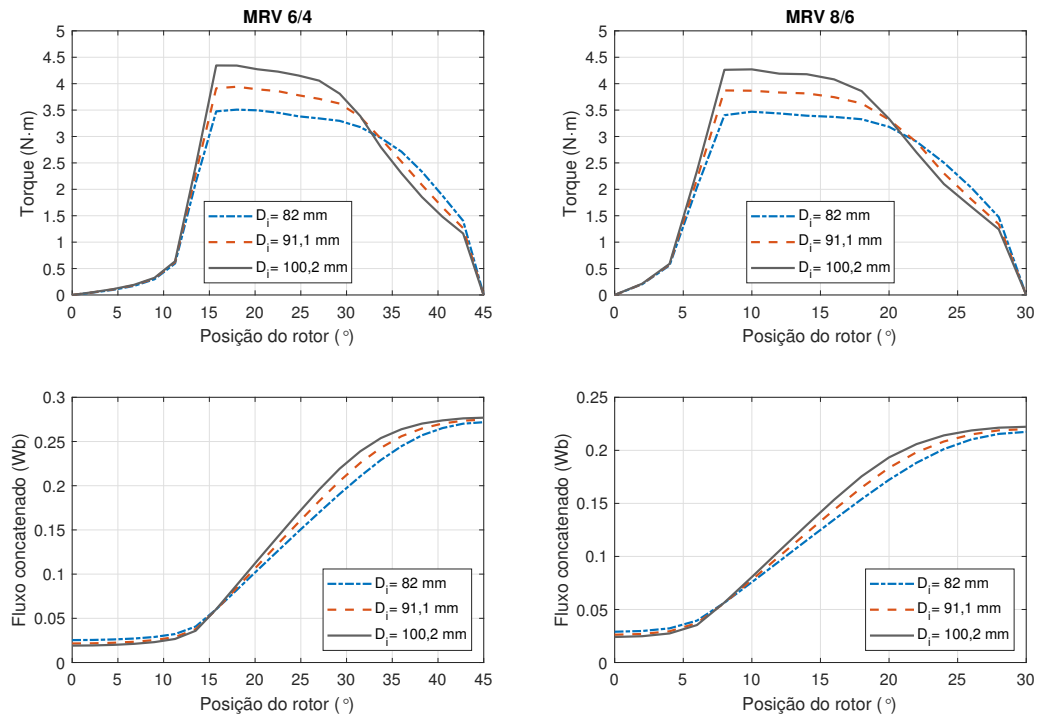 MRV 6/4
5
4.5
4
3.5
3
2.5
2
1.5
1
0.5
0
Torque (N·m)
D_i= 82 mm
D_i= 91,1 mm
D_i= 100,2 mm
0 5 10 15 20 25 30 35 40 45
Posição do rotor (°)
MRV 8/6
5
4.5
4
3.5
3
2.5
2
1.5
1
0.5
0
Torque (N·m)
D_i= 82 mm
D_i= 91,1 mm
D_i= 100,2 mm
0 5 10 15 20 25 30
Posição do rotor (°)
0.3
0.25
0.2
0.15
0.1
0.05
0
Fluxo concatenado (Wb)
D_i= 82 mm
D_i= 91,1 mm
D_i= 100,2 mm
0 5 10 15 20 25 30 35 40 45
Posição do rotor (°)
0.25
0.2
0.15
0.1
0.05
0
Fluxo concatenado (Wb)
D_i= 82 mm
D_i= 91,1 mm
D_i= 100,2 mm
0 5 10 15 20 25 30
Posição do rotor (°)